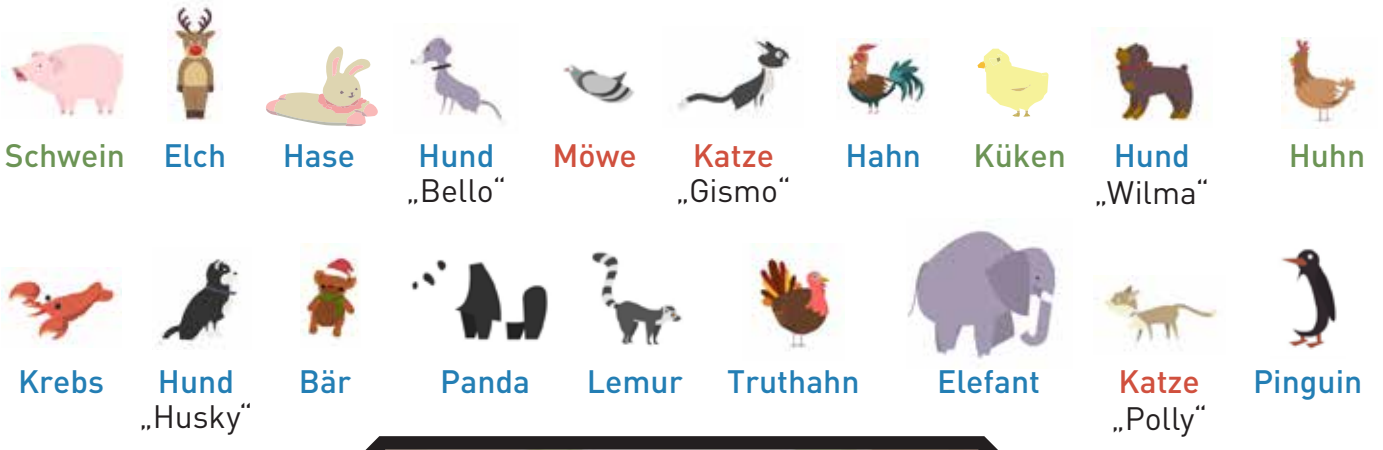 Schwein Elch Hase Hund Möwe Katze Hahn Küken Hund Huhn
„Bello“ „Gismo“ „Wilma“
Krebs Hund Bär Panda Lemur Truthahn Elefant Katze Pinguin
„Husky“ „Polly“